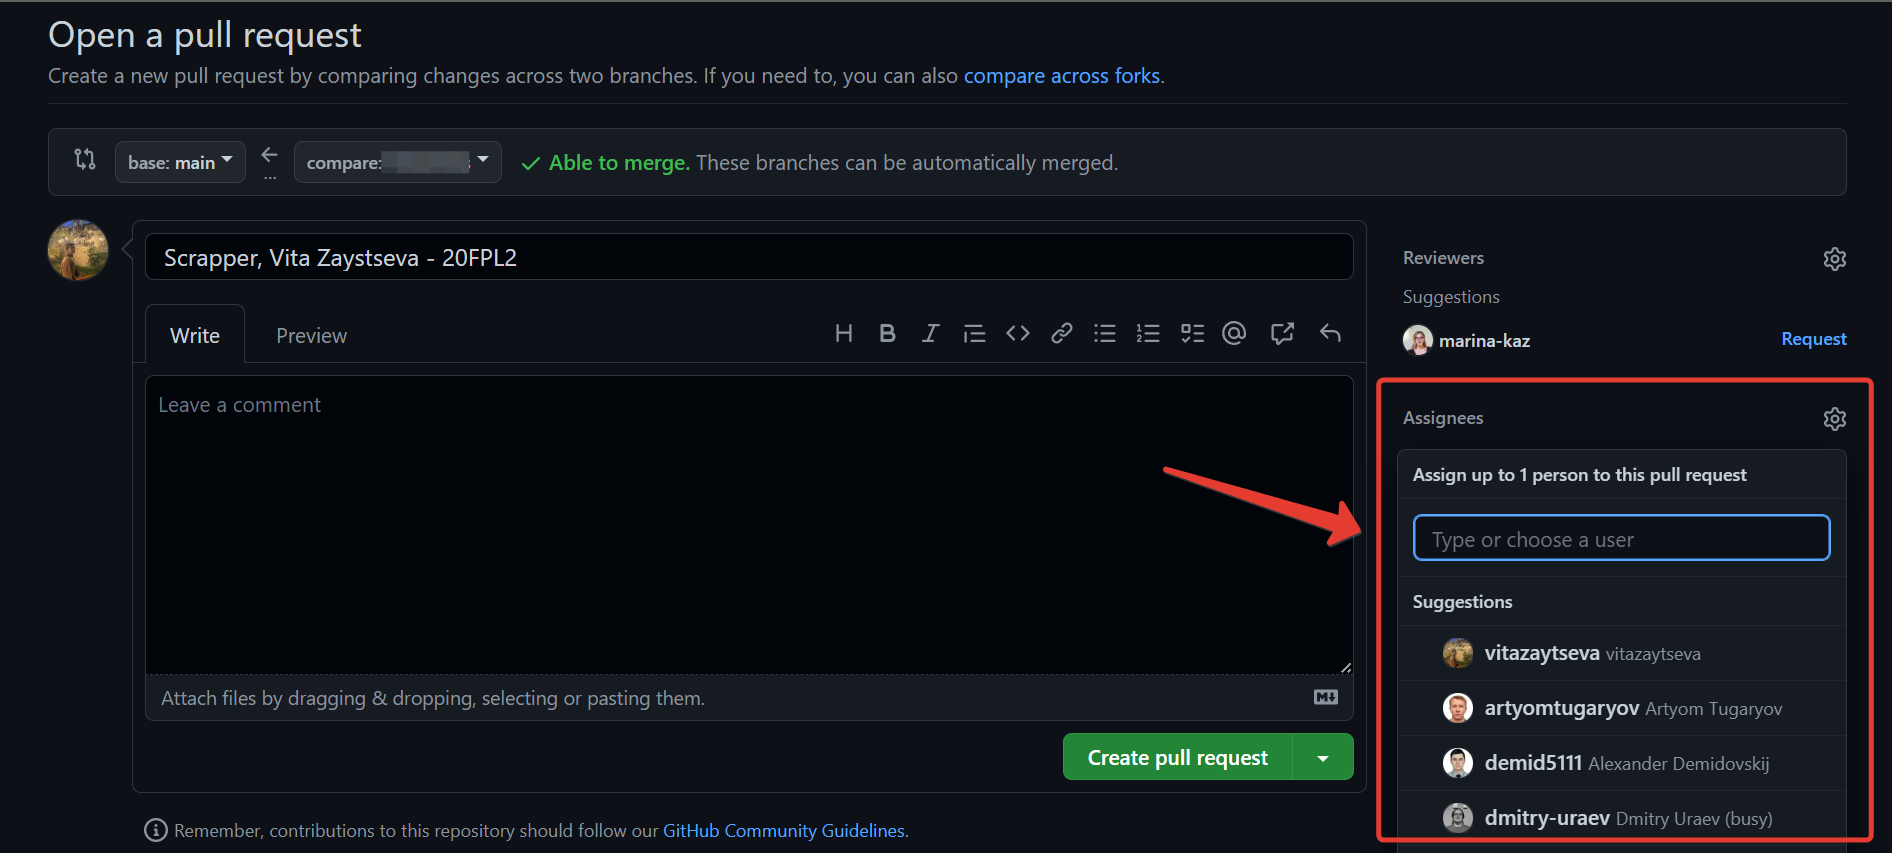 Open a pull request
Create a new pull request by comparing changes across two branches. If you need to, you can also compare across forks.
base: main
...
compare:
Able to merge. These branches can be automatically merged.
Scrapper, Vita Zaystseva - 20FPL2
Write
Preview
Leave a comment
Attach files by dragging & dropping, selecting or pasting them.
Create pull request
Remember, contributions to this repository should follow our GitHub Community Guidelines.
Reviewers
Suggestions
marina-kaz
Request
Assignees
Assign up to 1 person to this pull request
Type or choose a user
Suggestions
vitazaytseva vitazaytseva
artyomtugaryov Artyom Tugaryov
demid5111 Alexander Demidovskij
dmitry-uraev Dmitry Uraev (busy)